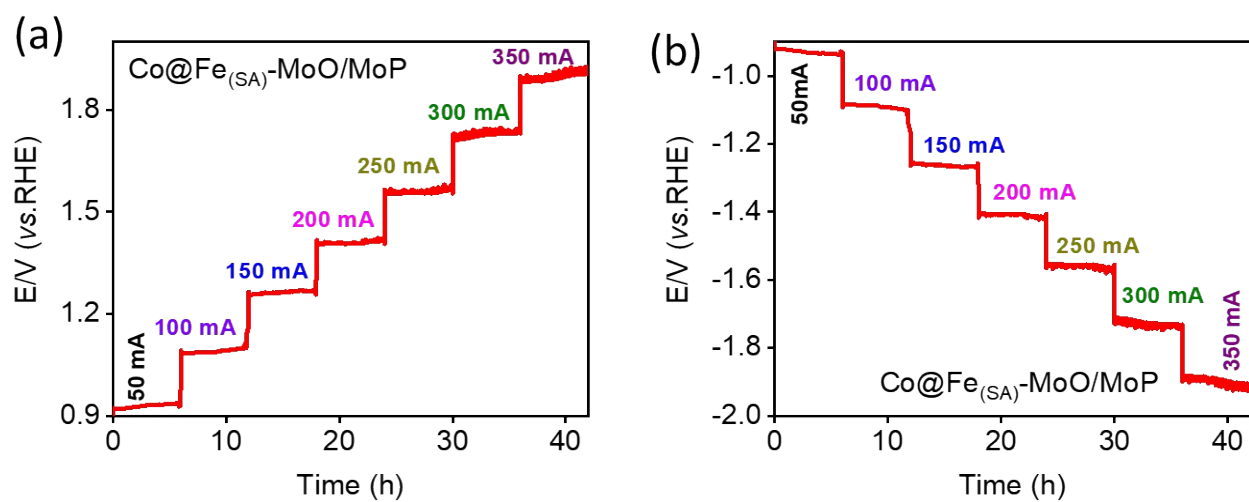 (a)
Co@Fe(SA)-MoO/MoP
350 mA
300 mA
250 mA
200 mA
150 mA
100 mA
50 mA
E/V (vs.RHE)
1.8
1.5
1.2
0.9
0 10 20 30 40
Time (h)
(b)
50mA
100 mA
150 mA
200 mA
250 mA
300 mA
350 mA
Co@Fe(SA)-MoO/MoP
E/V (vs.RHE)
-1.0
-1.2
-1.4
-1.6
-1.8
-2.0
0 10 20 30 40
Time (h)